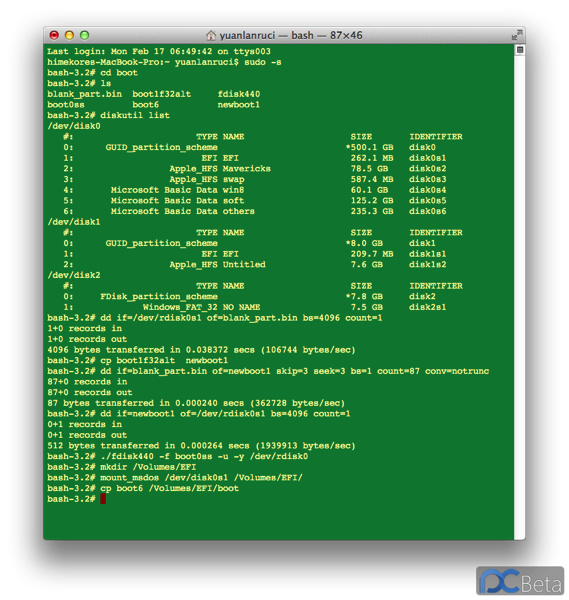 yuanlanruci — bash — 87×46
Last login: Mon Feb 17 06:49:42 on ttys003
himekores-MacBook-Pro:~ yuanlanruci$ sudo -s
bash-3.2# cd boot
bash-3.2# ls
blank_part.bin boot1f32alt fdisk440
boot0ss boot6 newboot1
bash-3.2# diskutil list
/dev/disk0
#: TYPE NAME SIZE IDENTIFIER
0: GUID_partition_scheme *500.1 GB disk0
1: EFI EFI 262.1 MB disk0s1
2: Apple_HFS Mavericks 78.5 GB disk0s2
3: Apple_HFS swap 587.4 MB disk0s3
4: Microsoft Basic Data win8 60.1 GB disk0s4
5: Microsoft Basic Data soft 125.2 GB disk0s5
6: Microsoft Basic Data others 235.3 GB disk0s6
/dev/disk1
#: TYPE NAME SIZE IDENTIFIER
0: GUID_partition_scheme *8.0 GB disk1
1: EFI EFI 209.7 MB disk1s1
2: Apple_HFS Untitled 7.6 GB disk1s2
/dev/disk2
#: TYPE NAME SIZE IDENTIFIER
0: FDisk_partition_scheme *7.8 GB disk2
1: Windows_FAT_32 NO NAME 7.5 GB disk2s1
bash-3.2# dd if=/dev/rdisk0s1 of=blank_part.bin bs=4096 count=1
1+0 records in
1+0 records out
4096 bytes transferred in 0.038372 secs (106744 bytes/sec)
bash-3.2# cp boot1f32alt newboot1
bash-3.2# dd if=blank_part.bin of=newboot1 skip=3 seek=3 bs=1 count=87 conv=notrunc
87+0 records in
87+0 records out
87 bytes transferred in 0.000240 secs (362728 bytes/sec)
bash-3.2# dd if=newboot1 of=/dev/rdisk0s1 bs=4096 count=1
0+1 records in
0+1 records out
512 bytes transferred in 0.000264 secs (1939913 bytes/sec)
bash-3.2# ./fdisk440 -f boot0ss -u -y /dev/rdisk0
bash-3.2# mkdir /Volumes/EFI
bash-3.2# mount_msdos /dev/disk0s1 /Volumes/EFI/
bash-3.2# cp boot6 /Volumes/EFI/boot
bash-3.2#
PCBeta